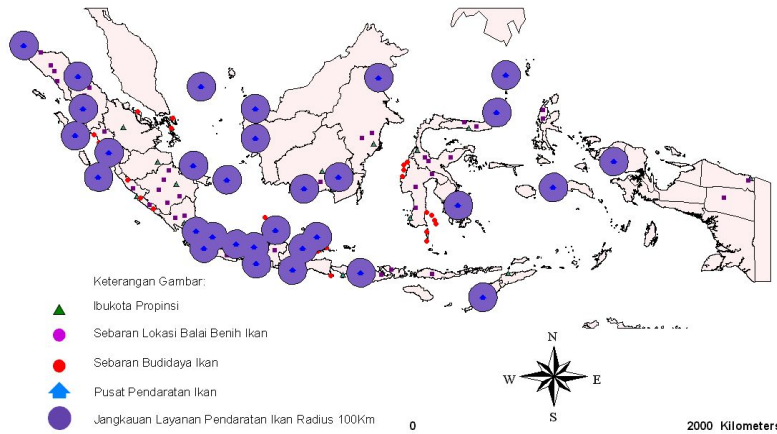 Keterangan Gambar:
Ibukota Propinsi
Sebaran Lokasi Balai Benih Ikan
Sebaran Budidaya Ikan
Pusat Pendaratan Ikan
Jangkauan Layanan Pendaratan Ikan Radius 100Km
N
W E
S
0 2000 Kilometers